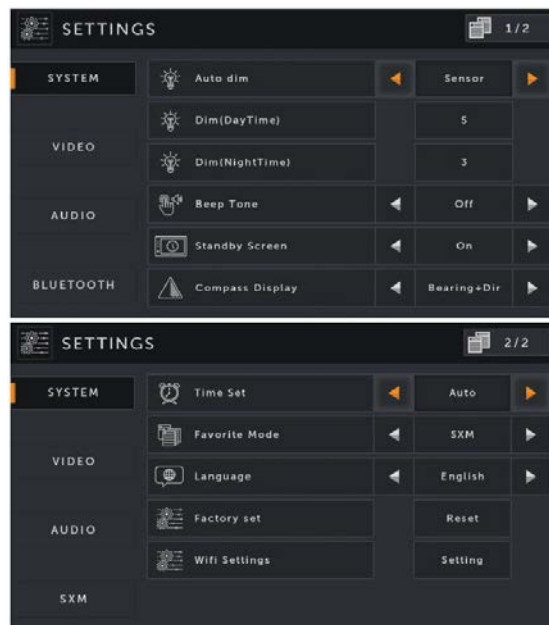 SETTINGS 1/2
SYSTEM Auto dim Sensor
Dim(DayTime) 5
VIDEO
Dim(NightTime) 3
Beep Tone Off
AUDIO
Standby Screen On
BLUETOOTH Compass Display Bearing+Dir
SETTINGS 2/2
SYSTEM Time Set Auto
Favorite Mode SXM
VIDEO
Language English
Factory set Reset
AUDIO
Wifi Settings Setting
SXM